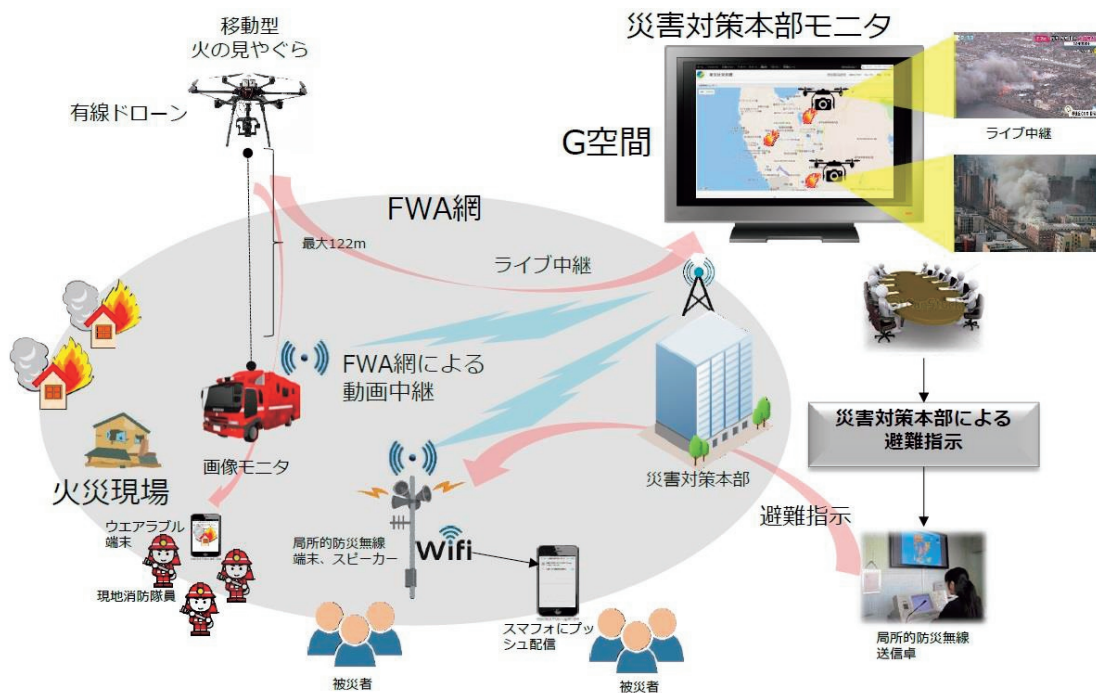 移動型
火の見やぐら
有線ドローン
災害対策本部モニタ
G空間
ライブ中継
FWA網
最大122m
ライブ中継
FWA網による
動画中継
画像モニタ
火災現場
ウエアラブル
端末
現地消防隊員
局所的防災無線
端末、スピーカー
Wifi
スマフォにプッ
シュ配信
被災者
被災者
災害対策本部
避難指示
災害対策本部による
避難指示
局所的防災無線
送信卓